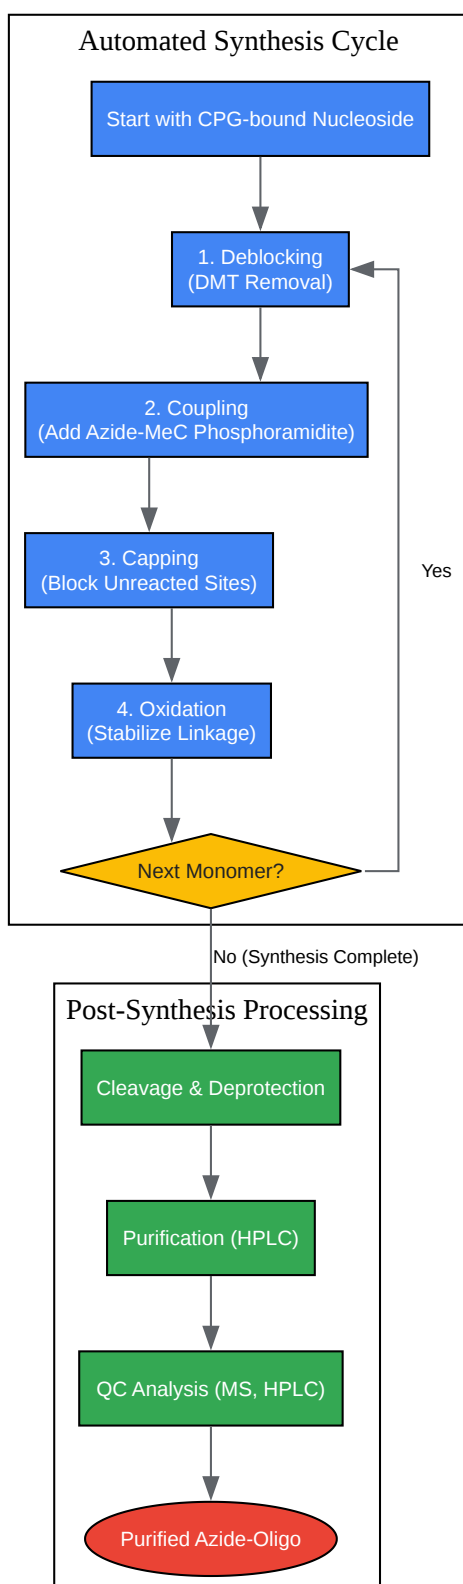 Automated Synthesis Cycle
Start with CPG-bound Nucleoside
1. Deblocking
(DMT Removal)
2. Coupling
(Add Azide-MeC Phosphoramidite)
3. Capping
(Block Unreacted Sites)
Yes
4. Oxidation
(Stabilize Linkage)
Next Monomer?
No (Synthesis Complete)
Post-Synthesis Processing
Cleavage & Deprotection
Purification (HPLC)
QC Analysis (MS, HPLC)
Purified Azide-Oligo